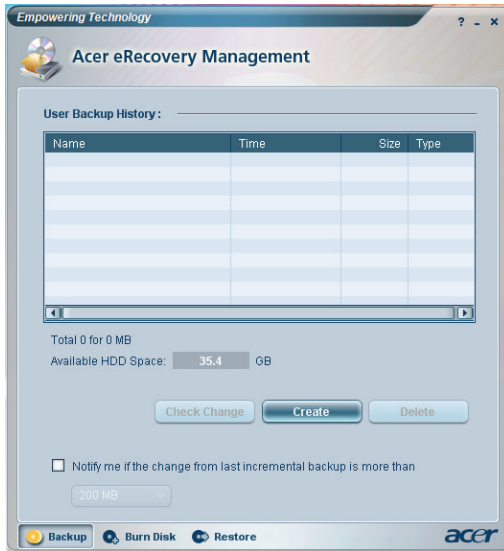 Empowering Technology
? - x
Acer eRecovery Management
User Backup History :
Name Time Size Type
Total 0 for 0 MB
Available HDD Space: 35.4 GB
Check Change Create Delete
Notify me if the change from last incremental backup is more than
200 MB
Backup Burn Disk Restore acer